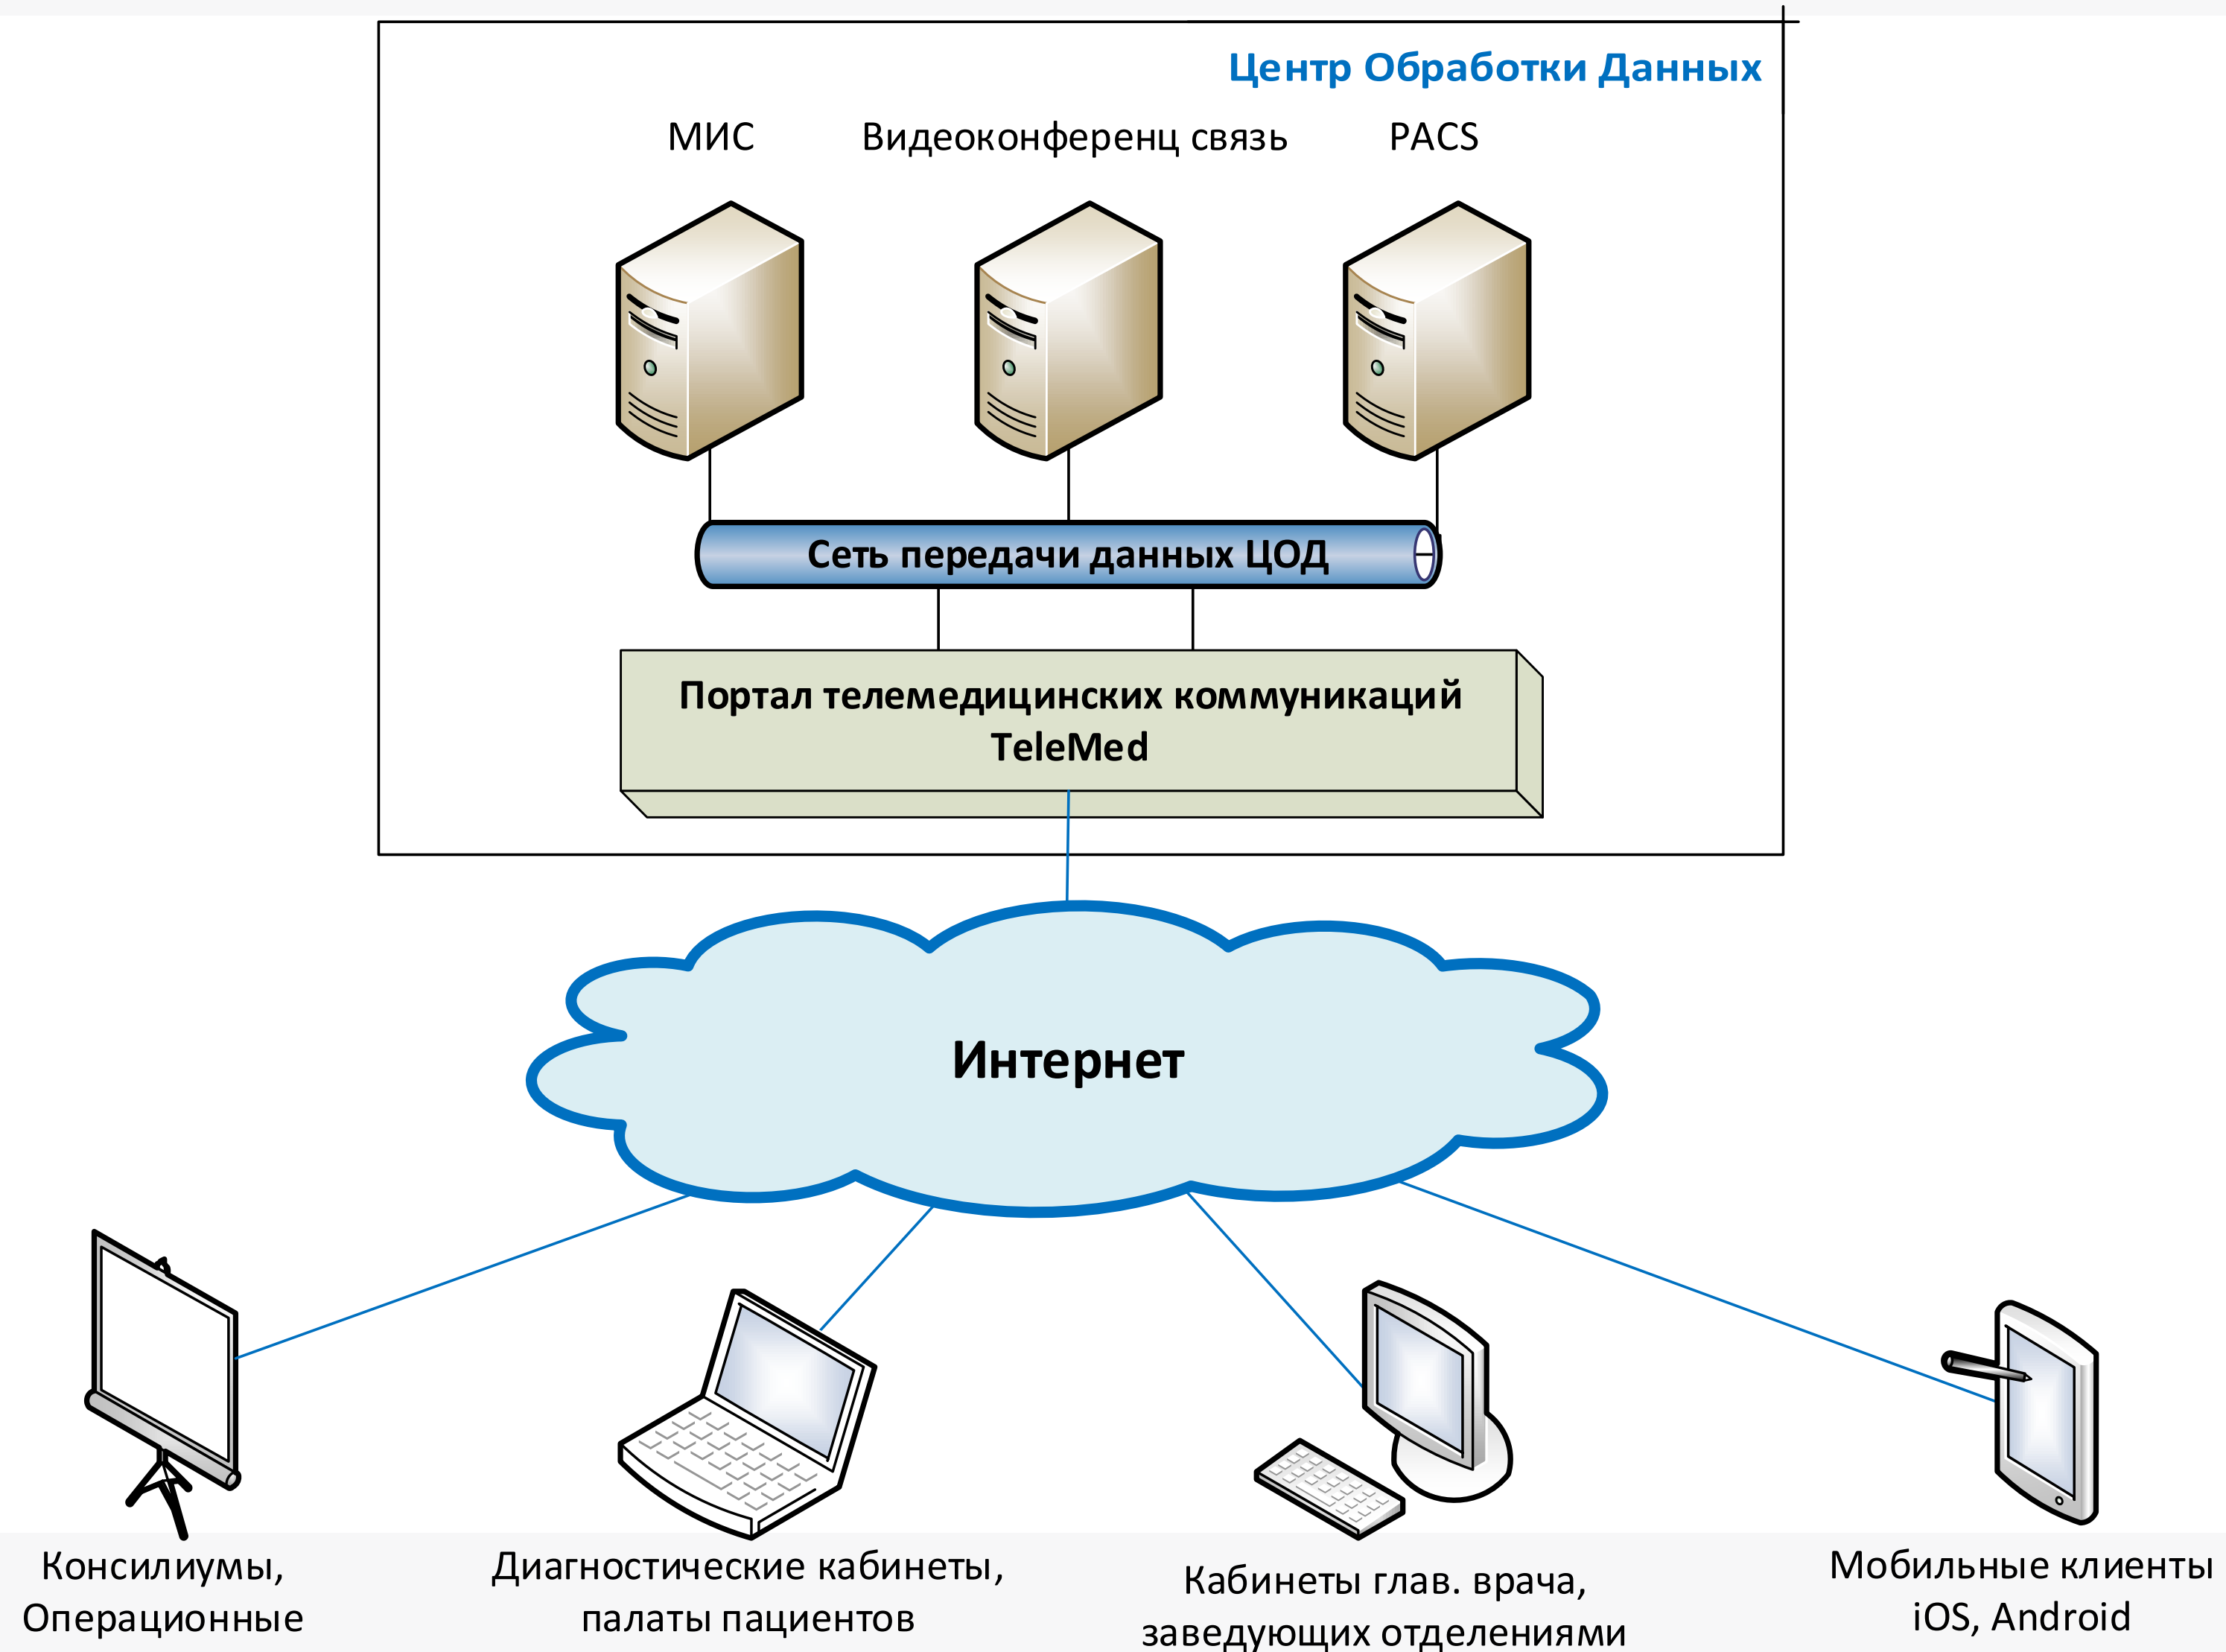 Центр Обработки Данных
МИС
Видеоконференц связь
PACS
Сеть передачи данных ЦОД
Портал телемедицинских коммуникаций
TeleMed
Интернет
Консилиумы,
Операционные
Диагностические кабинеты,
палаты пациентов
Кабинеты глав. врача,
заведующих отделениями
Мобильные клиенты
iOS, Android